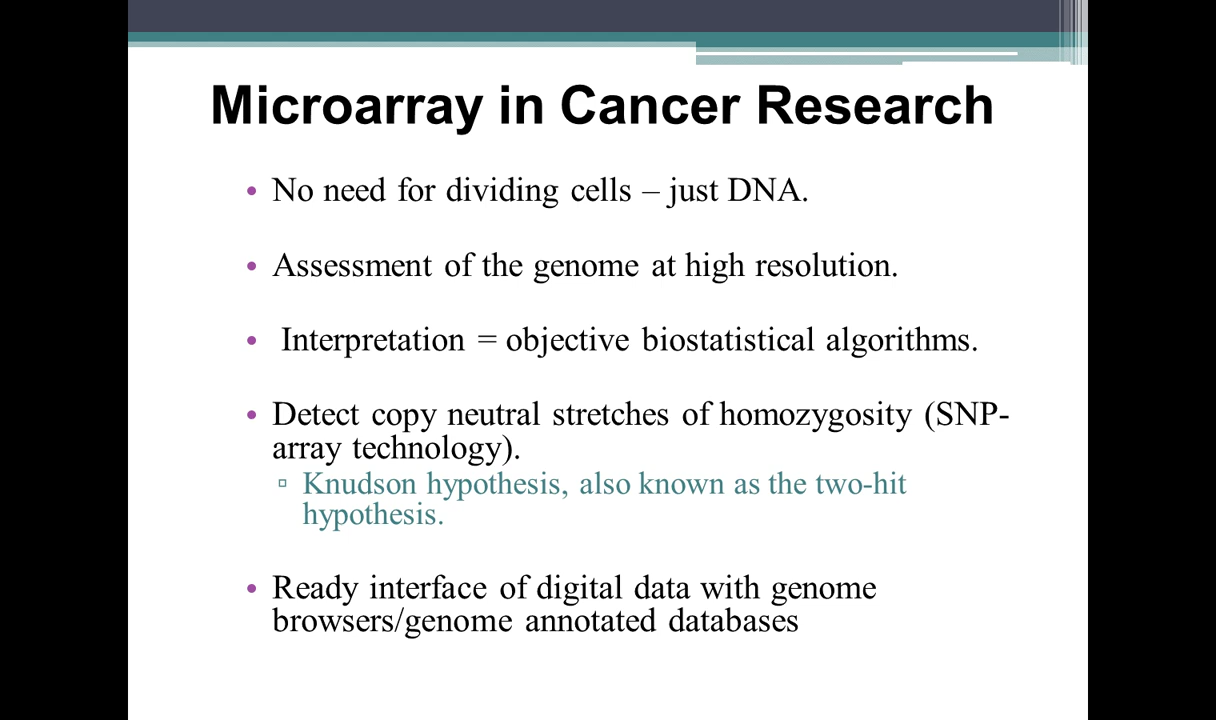 Microarray in Cancer Research
• No need for dividing cells – just DNA.
• Assessment of the genome at high resolution.
• Interpretation = objective biostatistical algorithms.
• Detect copy neutral stretches of homozygosity (SNP-
array technology).
▫ Knudson hypothesis, also known as the two-hit
hypothesis.
• Ready interface of digital data with genome
browsers/genome annotated databases